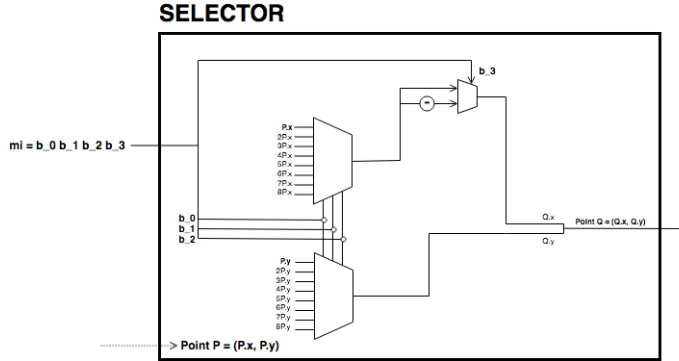 SELECTOR
b_3
mi = b_0 b_1 b_2 b_3
P.x
2P.x
3P.x
4P.x
5P.x
6P.x
7P.x
8P.x
b_0
b_1
b_2
Q.x
Point Q = (Q.x, Q.y)
Q.y
P.y
2P.y
3P.y
4P.y
5P.y
6P.y
7P.y
8P.y
Point P = (P.x, P.y)